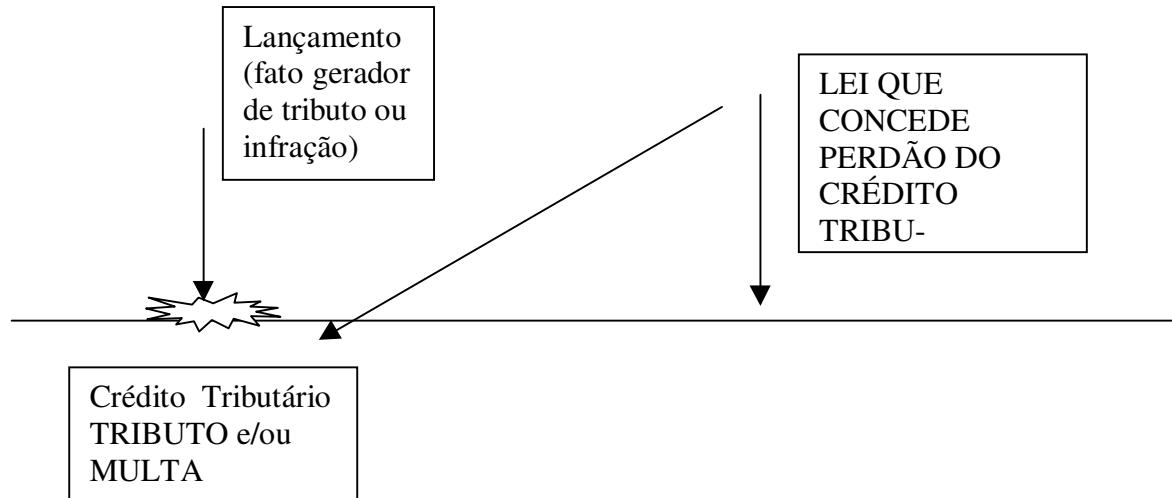 Lançamento
(fato gerador
de tributo ou
infração)
LEI QUE
CONCEDE
PERDÃO DO
CRÉDITO
TRIBU-
Crédito Tributário
TRIBUTO e/ou
MULTA